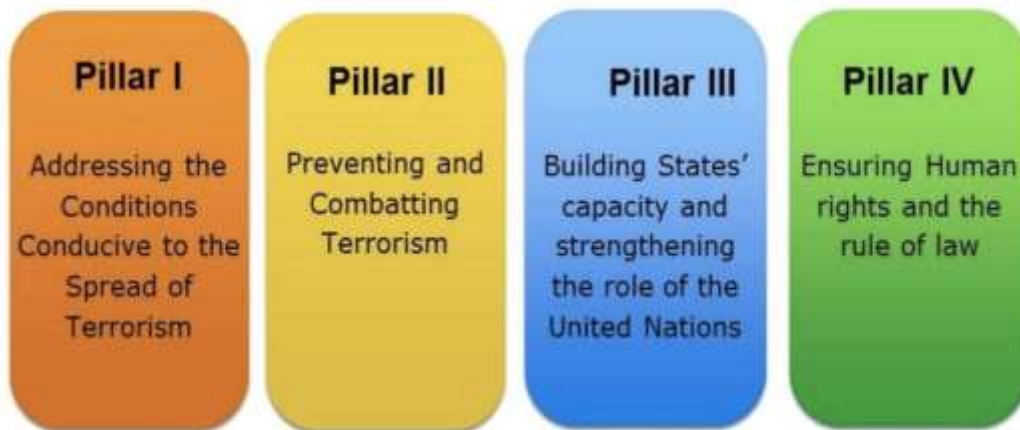 Pillar I
Addressing the
Conditions
Conducive to the
Spread of
Terrorism
Pillar II
Preventing and
Combatting
Terrorism
Pillar III
Building States’
capacity and
strengthening
the role of the
United Nations
Pillar IV
Ensuring Human
rights and the
rule of law